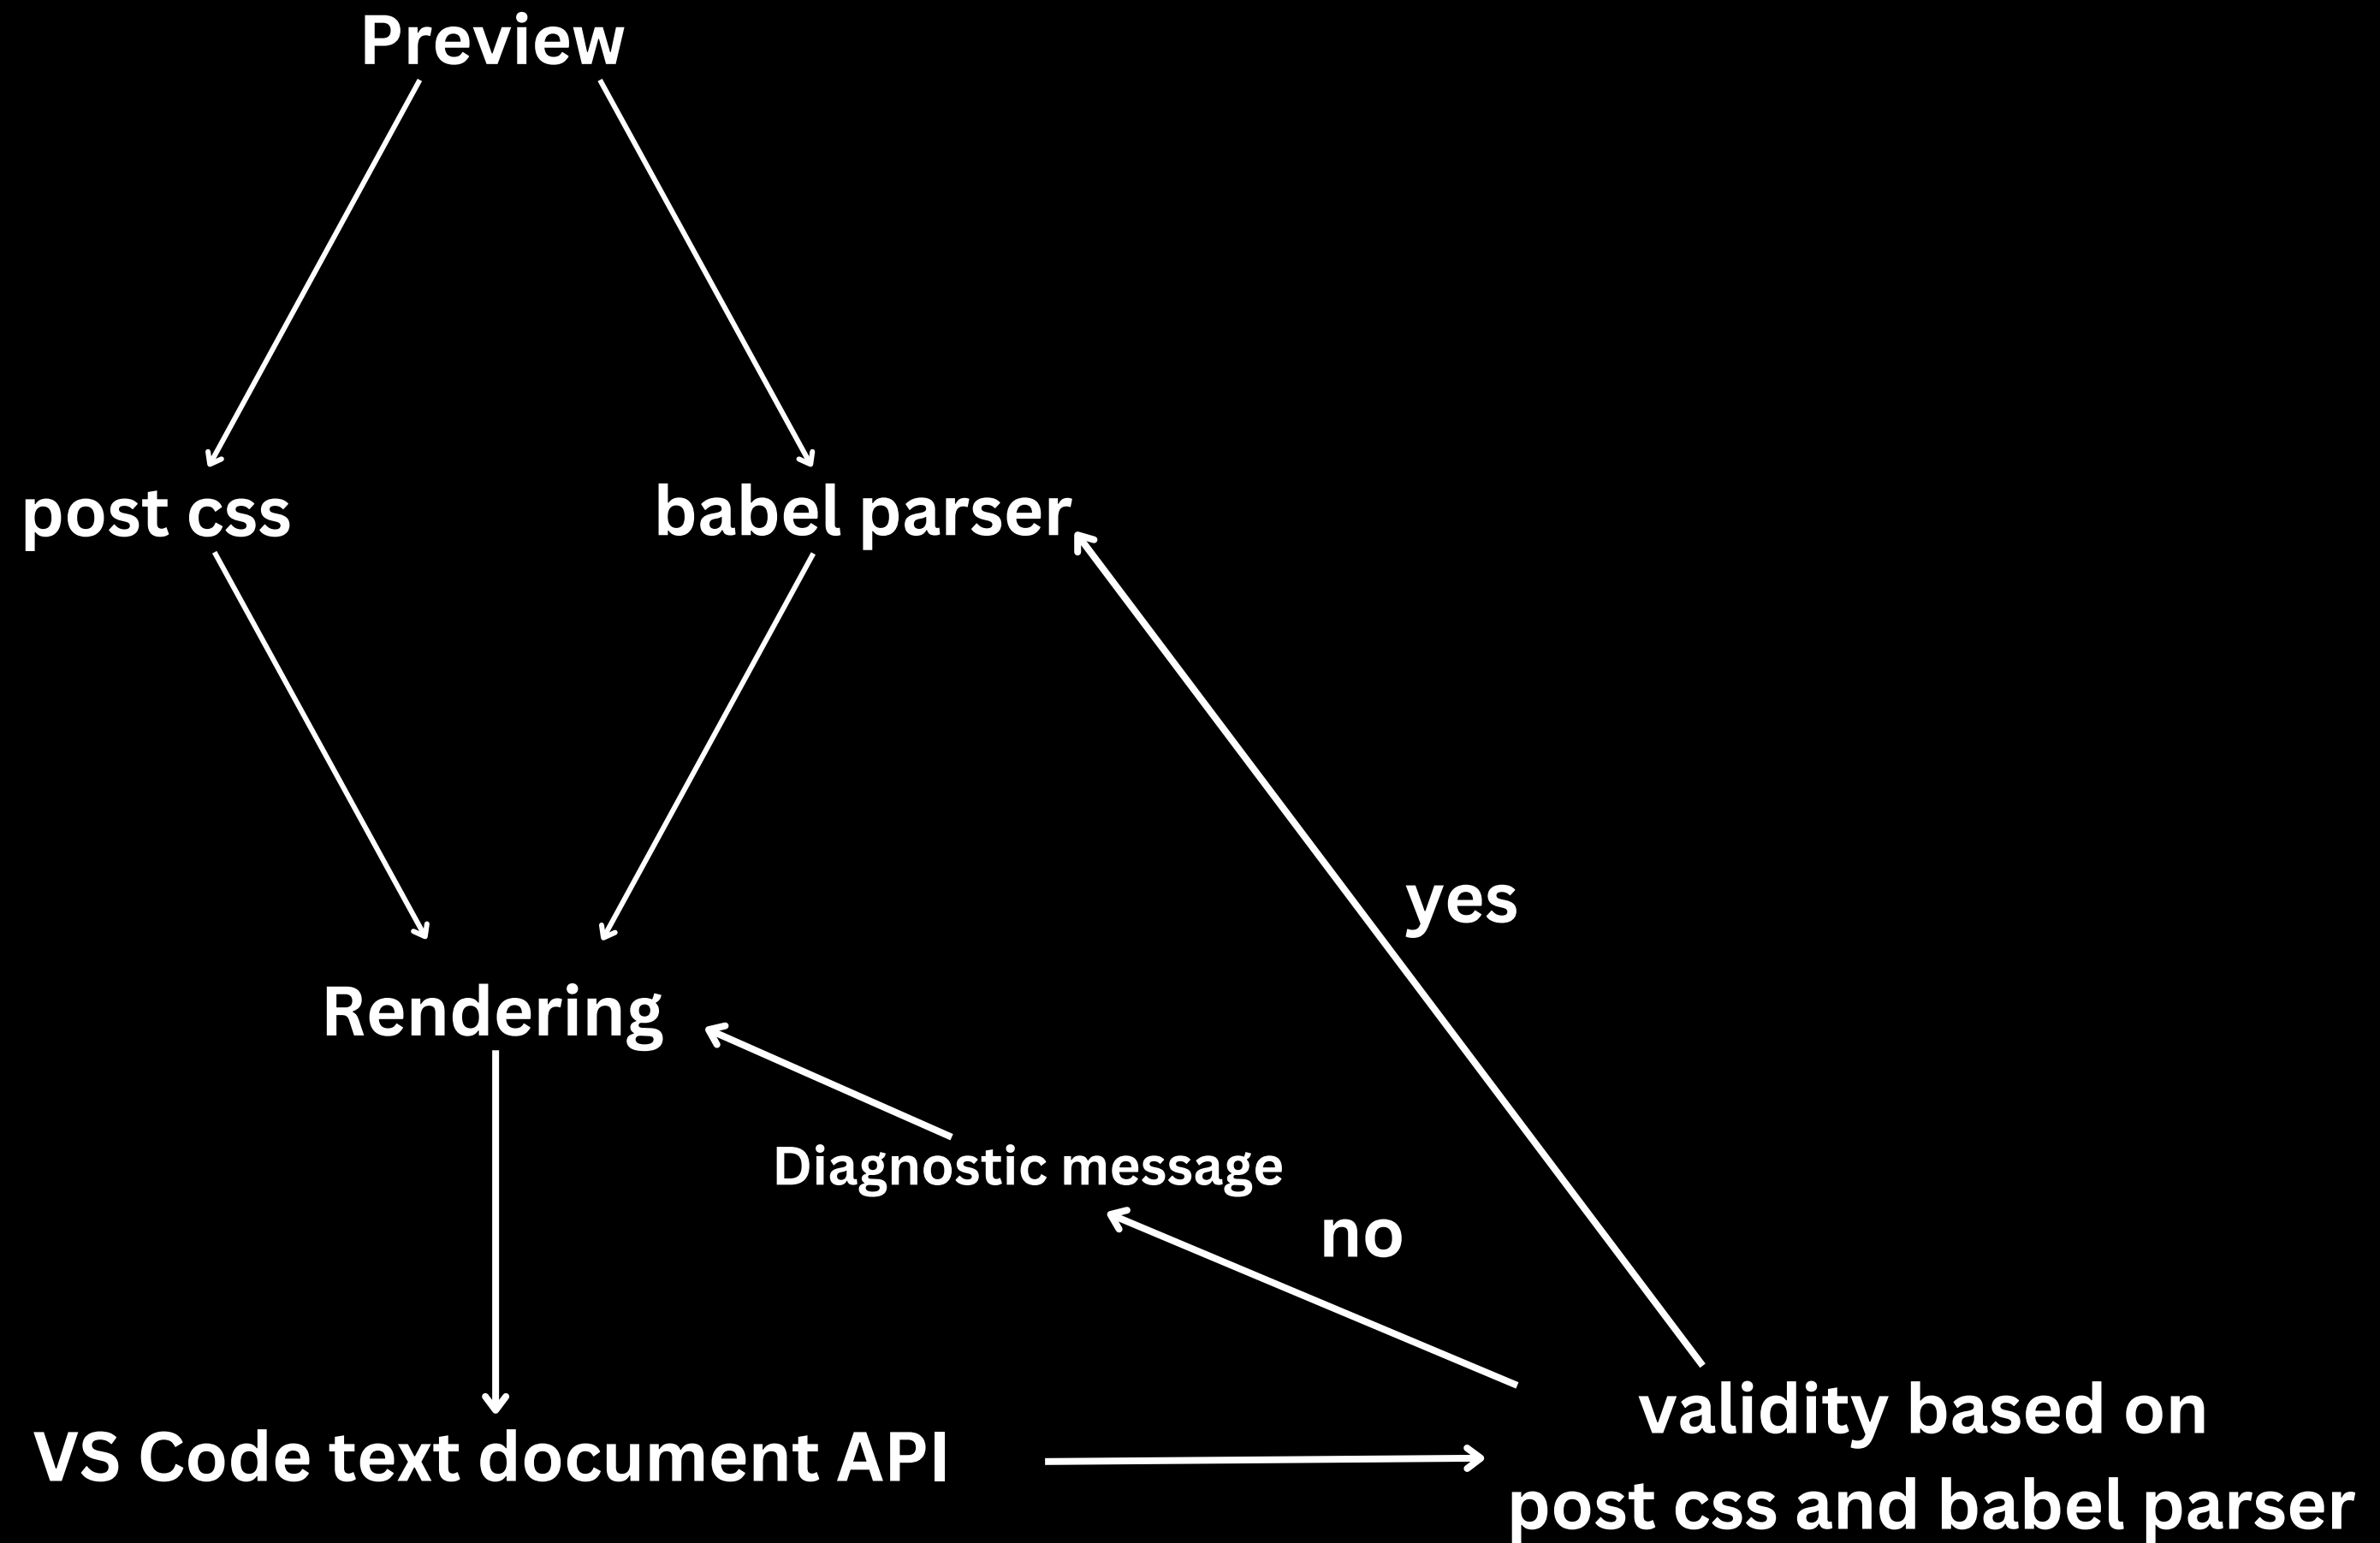 Preview
post css
babel parser
yes
Rendering
Diagnostic message
no
VS Code text document API
validity based on
post css and babel parser